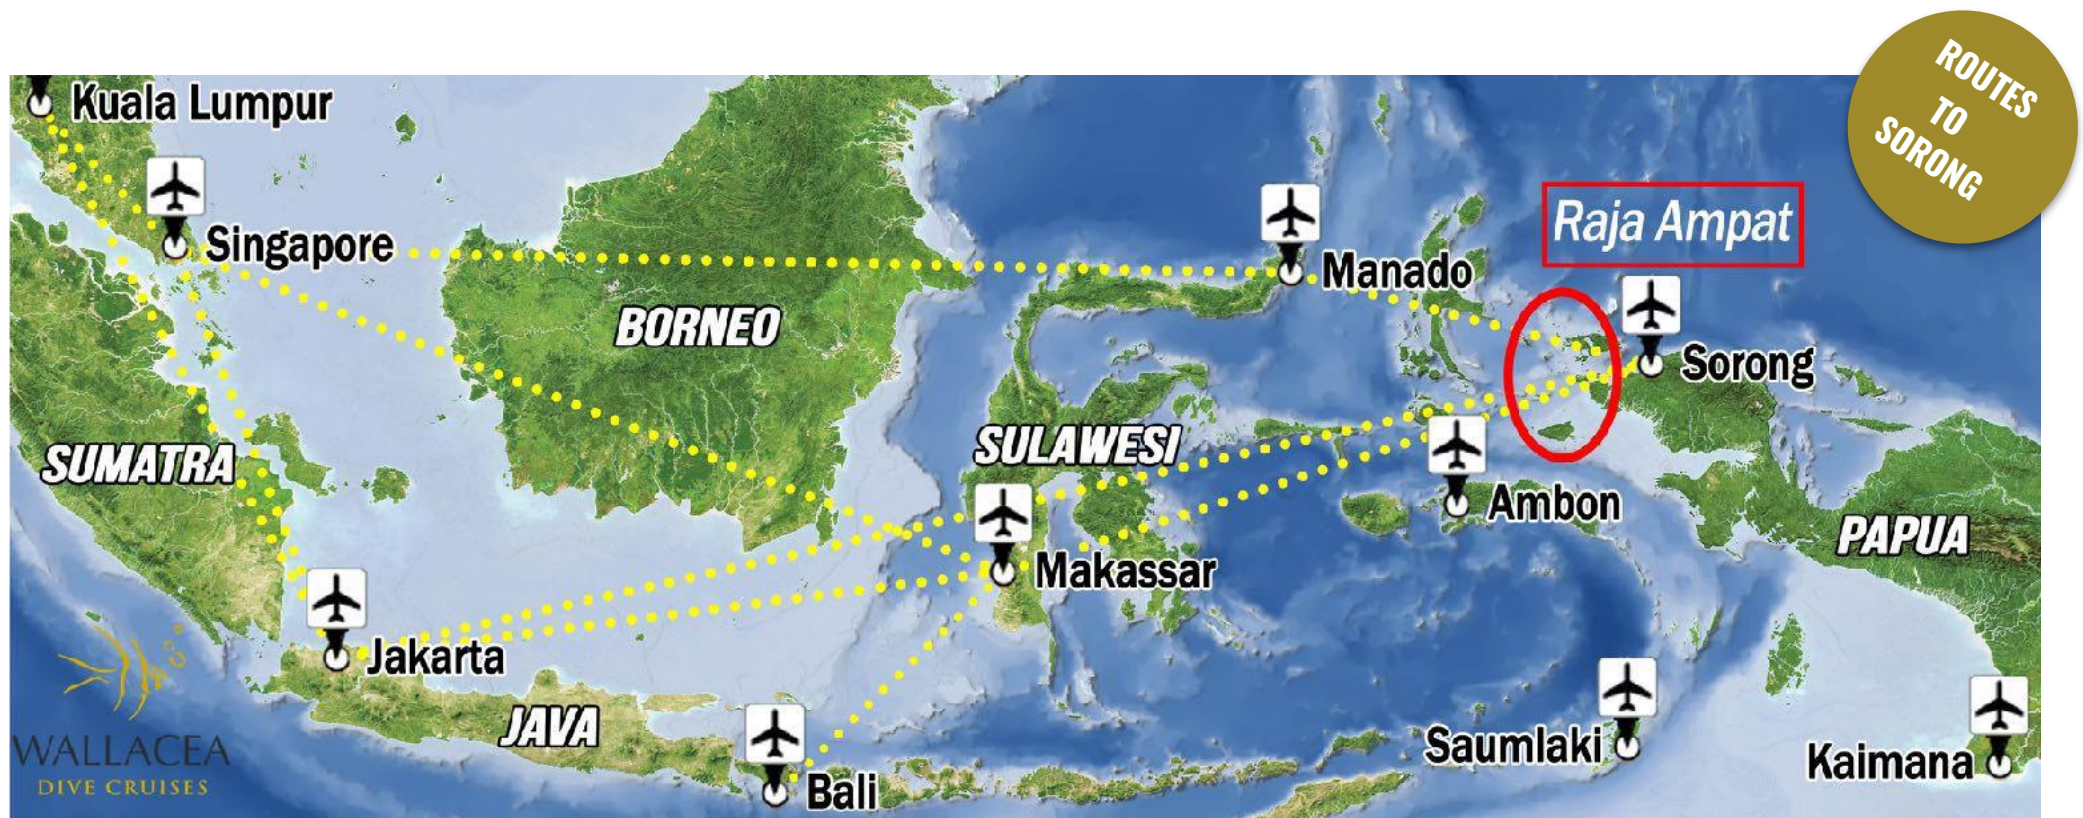 ROUTES
TO
SORONG
Kuala Lumpur
Singapore
Raja Ampat
Manado
BORNEO
Sorong
SUMATRA
SULAWESI
Ambon
PAPUA
Makassar
Jakarta
JAVA
Saumlaki
Kaimana
Bali
WALLACEA
DIVE CRUISES